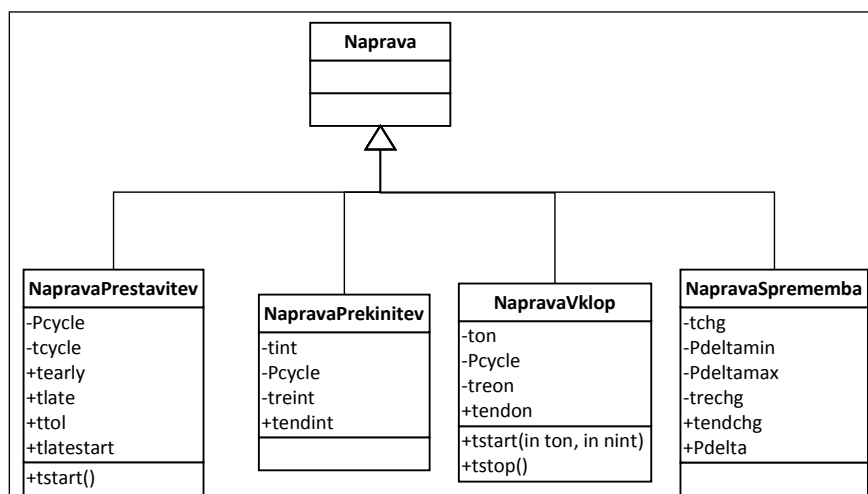 Naprava
NapravaPrestavitev
-Pcycle
-tcycle
+tearly
+tlate
+ttol
+tlatestart
+tstart()
NapravaPrekinitev
-tint
-Pcycle
-treint
+tendint
NapravaVklop
-ton
-Pcycle
-treon
+tendon
+tstart(in ton, in nint)
+tstop()
NapravaSprememba
-tchg
-Pdeltamin
-Pdeltamax
-trechg
+tendchg
+Pdelta